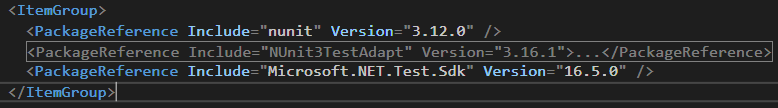 <ItemGroup>
<PackageReference Include="nunit" Version="3.12.0" />
<PackageReference Include="NUnit3TestAdapt" Version="3.16.1">...</PackageReference>
<PackageReference Include="Microsoft.NET.Test.Sdk" Version="16.5.0" />
</ItemGroup>